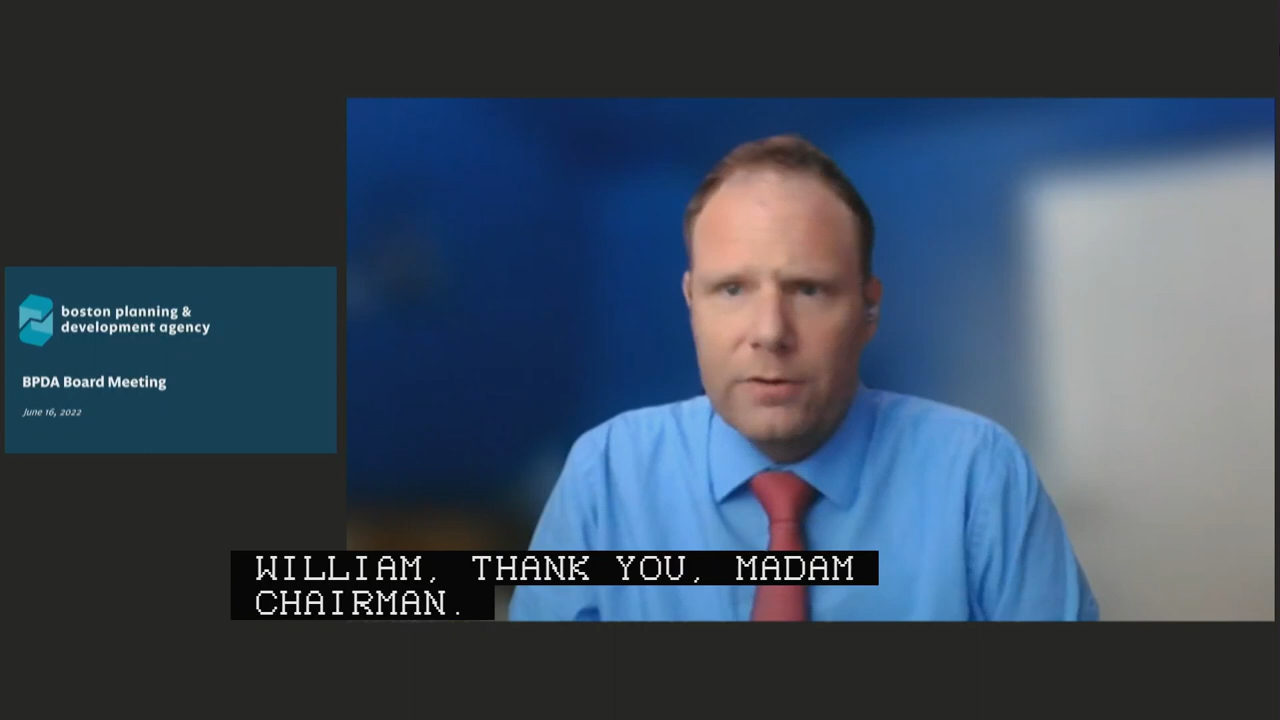 boston planning &
development agency
BPDA Board Meeting
June 16, 2022
WILLIAM, THANK YOU, MADAM
CHAIRMAN.